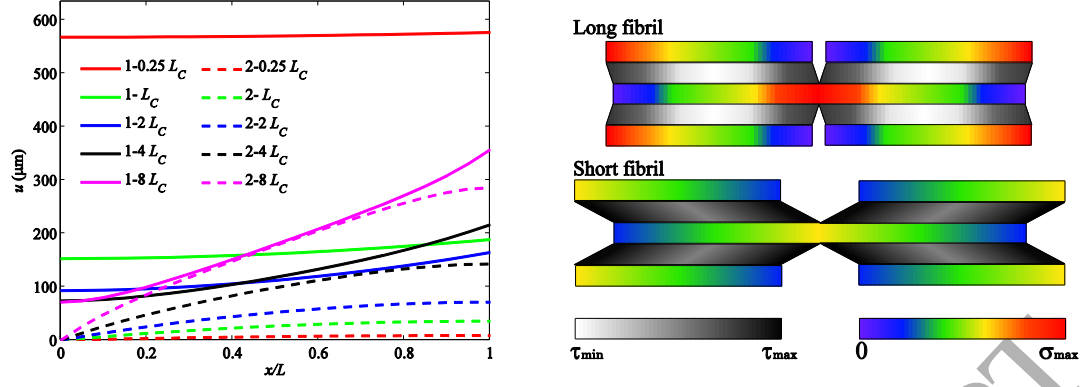 600
500
400
300
200
100
0
u (μm)
0
0.2
0.4
0.6
0.8
1
x/L
1-0.25 L_C
2-0.25 L_C
1- L_C
2- L_C
1-2 L_C
2-2 L_C
1-4 L_C
2-4 L_C
1-8 L_C
2-8 L_C
Long fibril
Short fibril
τmin
τmax
0
σmax